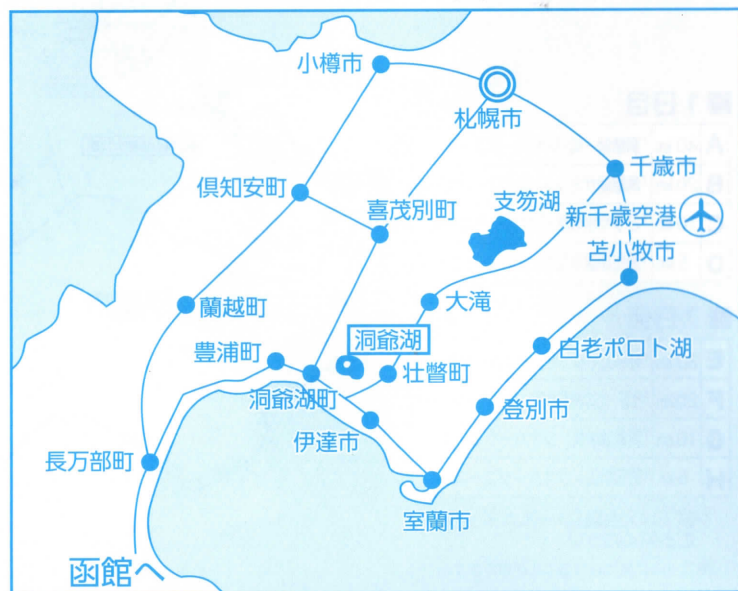 小樽市
札幌市
千歳市
倶知安町
喜茂別町
支笏湖
新千歳空港
苫小牧市
蘭越町
大滝
豊浦町
洞爺湖
白老ポロト湖
洞爺湖町
壮瞥町
登別市
伊達市
長万部町
室蘭市
函館へ